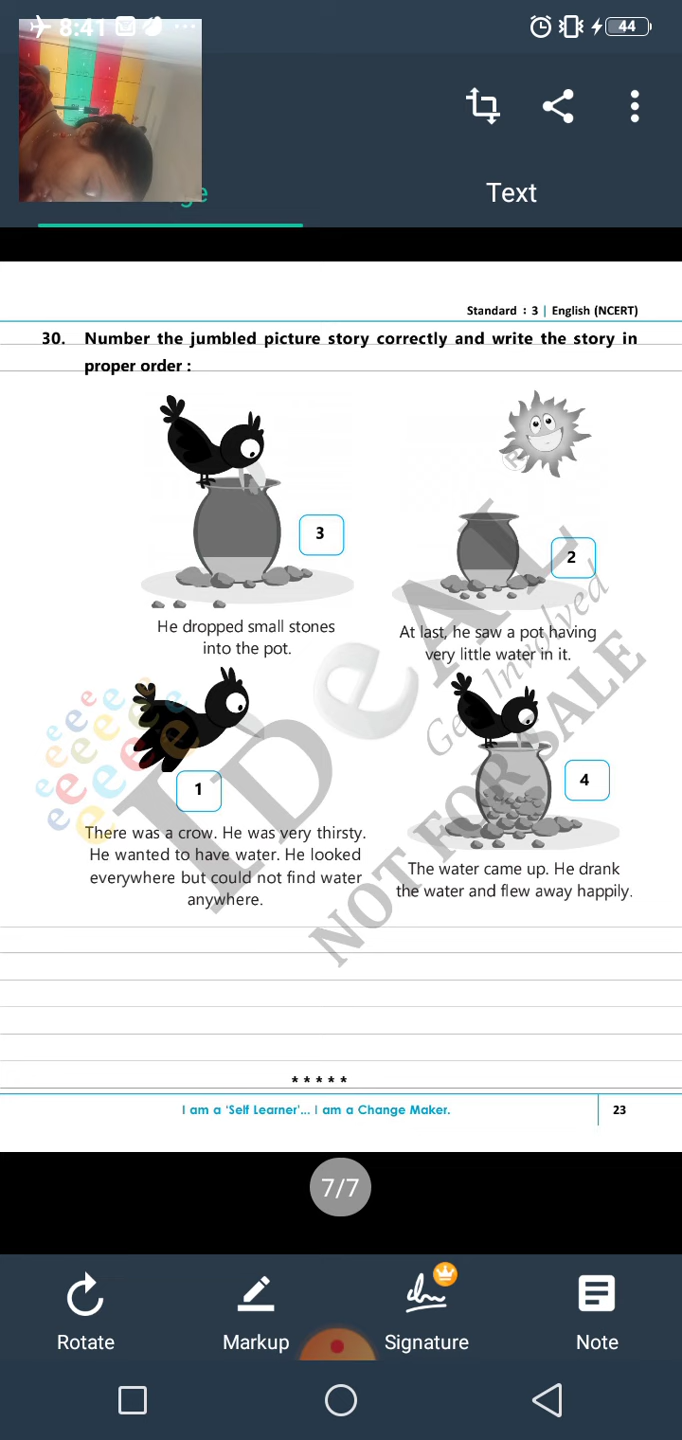 8:41
44
Text
Standard : 3 | English (NCERT)
30. Number the jumbled picture story correctly and write the story in
proper order :
3
2
He dropped small stones
into the pot.
At last, he saw a pot having
very little water in it.
1
4
There was a crow. He was very thirsty.
He wanted to have water. He looked
everywhere but could not find water
anywhere.
The water came up. He drank
the water and flew away happily.
IDeAL
Get Involved
NOT FOR SALE
*****
I am a ‘Self Learner’... I am a Change Maker.
23
7/7
Rotate
Markup
Signature
Note